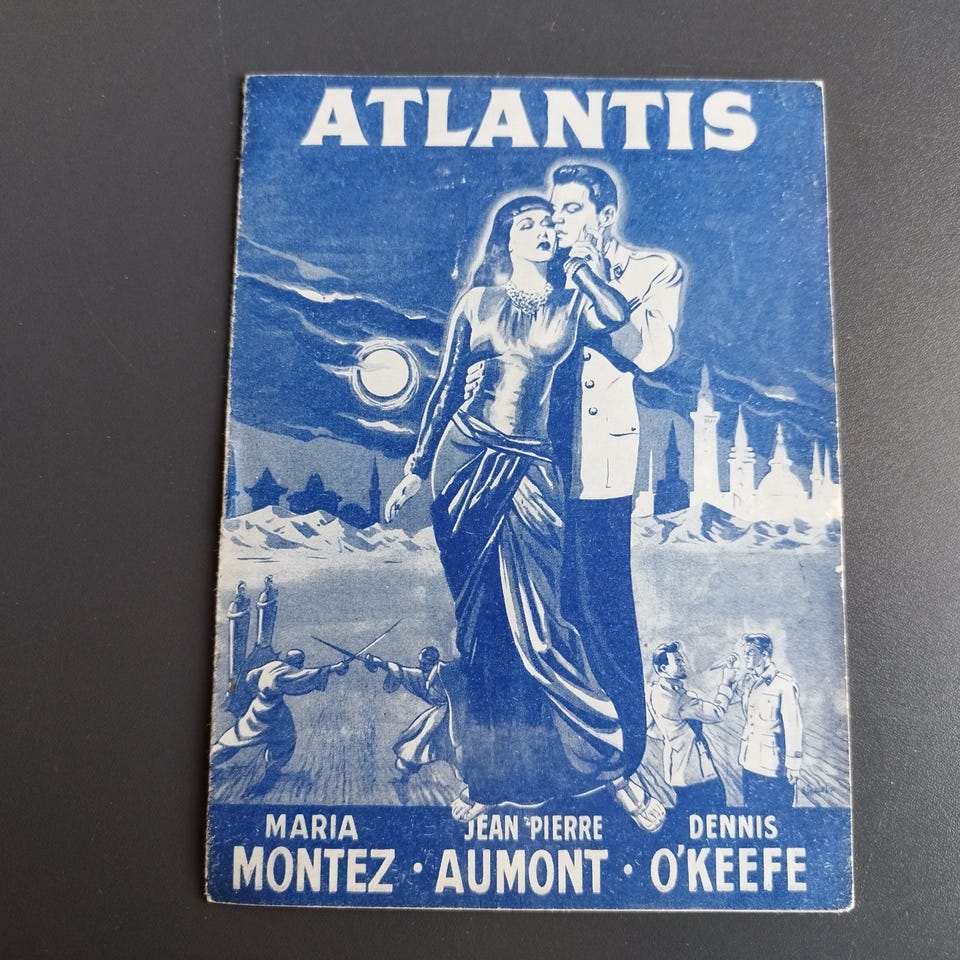 ATLANTIS
MARIA MONTEZ · JEAN PIERRE AUMONT · DENNIS O'KEEFE